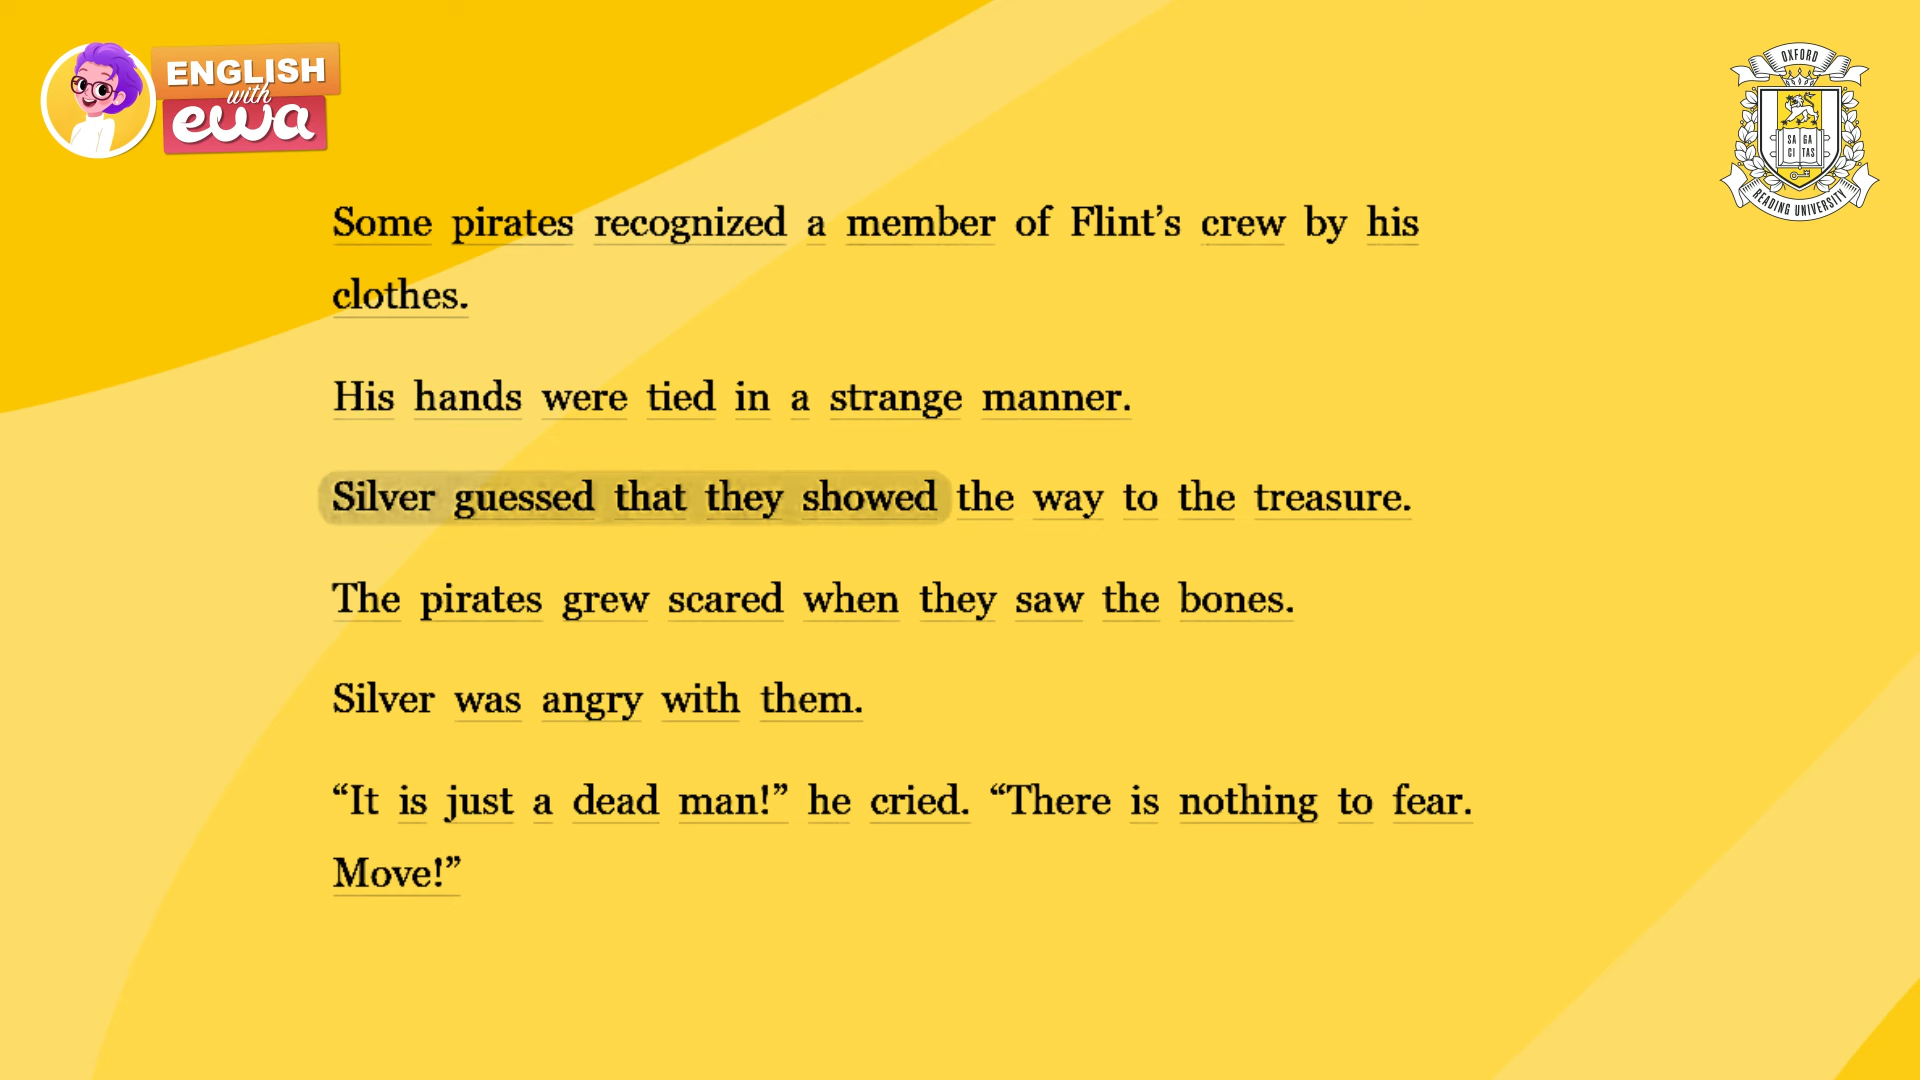 ENGLISH
with
ewa
OXFORD
SA GA
CI TAS
READING UNIVERSITY
Some pirates recognized a member of Flint’s crew by his
clothes.
His hands were tied in a strange manner.
Silver guessed that they showed the way to the treasure.
The pirates grew scared when they saw the bones.
Silver was angry with them.
“It is just a dead man!” he cried. “There is nothing to fear.
Move!”